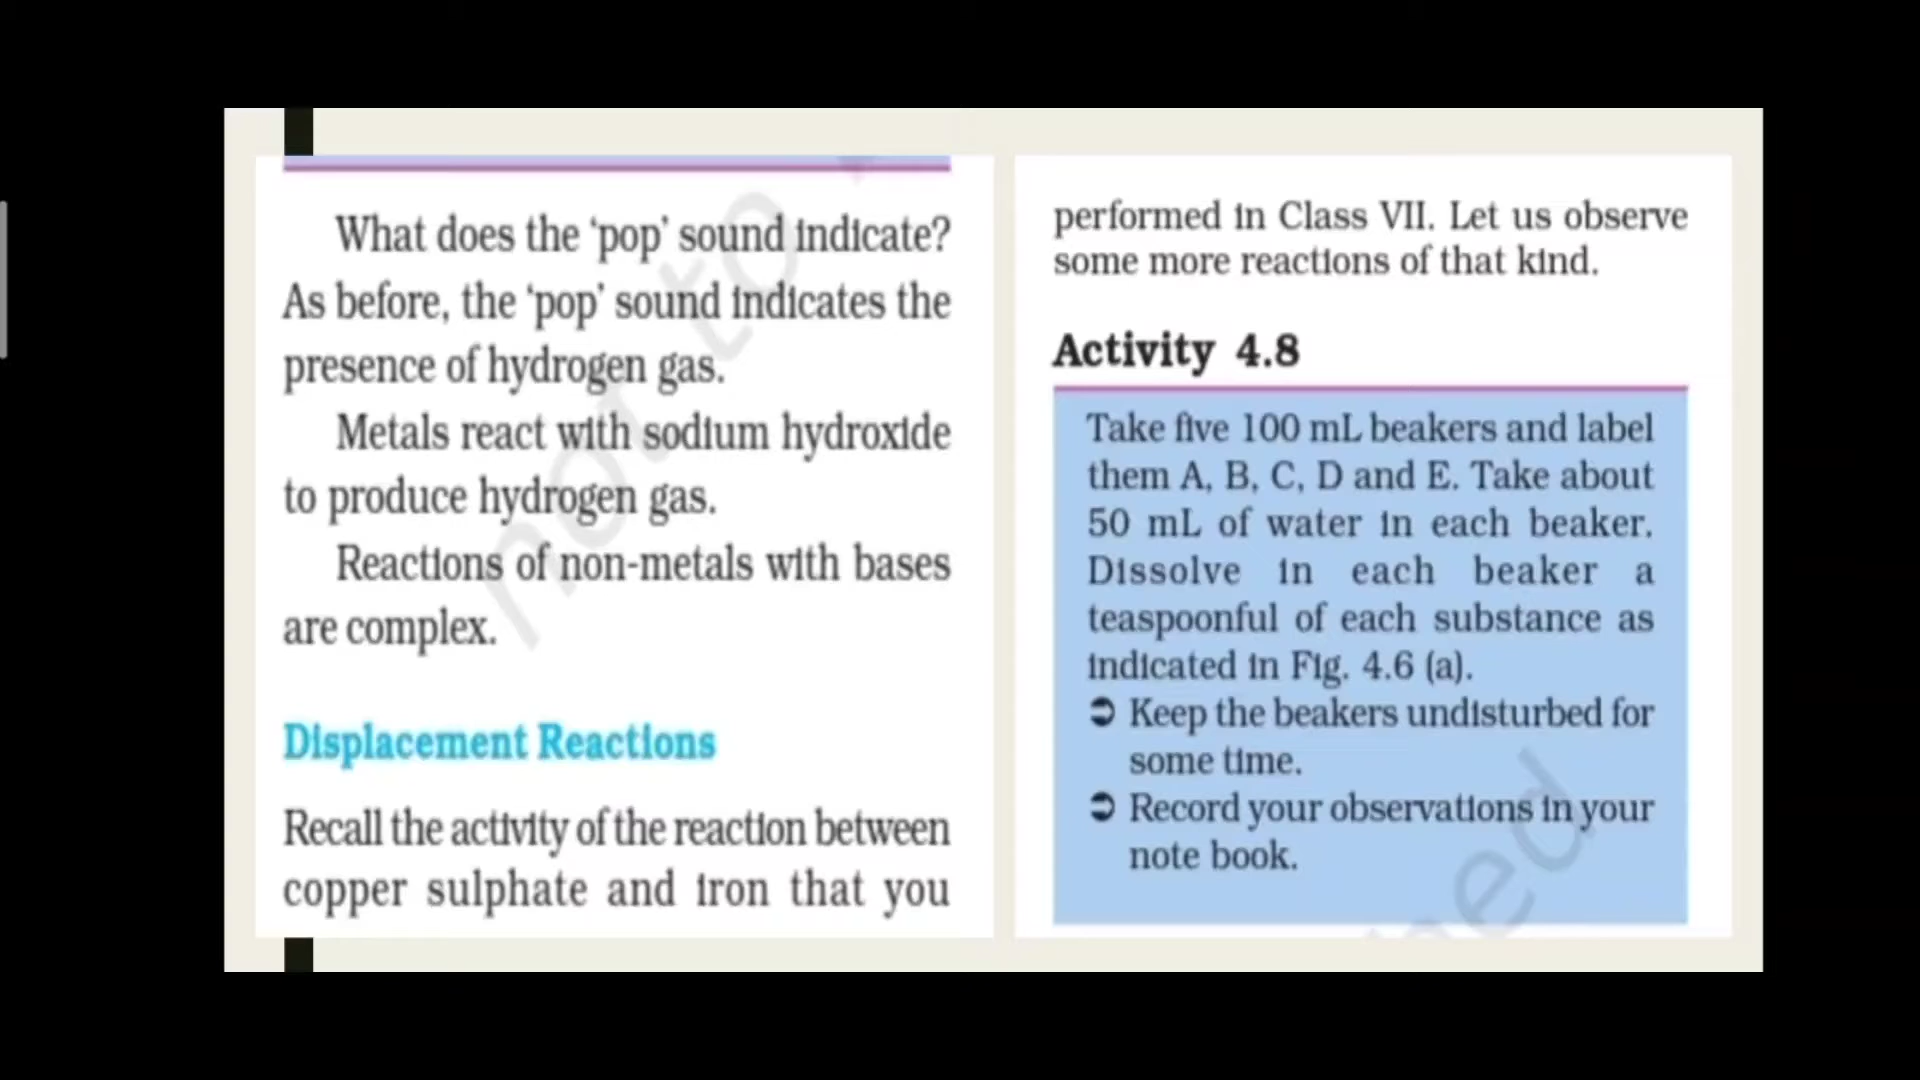 What does the ‘pop’ sound indicate?
As before, the ‘pop’ sound indicates the
presence of hydrogen gas.
Metals react with sodium hydroxide
to produce hydrogen gas.
Reactions of non-metals with bases
are complex.
Displacement Reactions
Recall the activity of the reaction between
copper sulphate and iron that you
not to
performed in Class VII. Let us observe
some more reactions of that kind.
Activity 4.8
Take five 100 mL beakers and label
them A, B, C, D and E. Take about
50 mL of water in each beaker.
Dissolve in each beaker a
teaspoonful of each substance as
indicated in Fig. 4.6 (a).
➲ Keep the beakers undisturbed for
some time.
➲ Record your observations in your
note book.